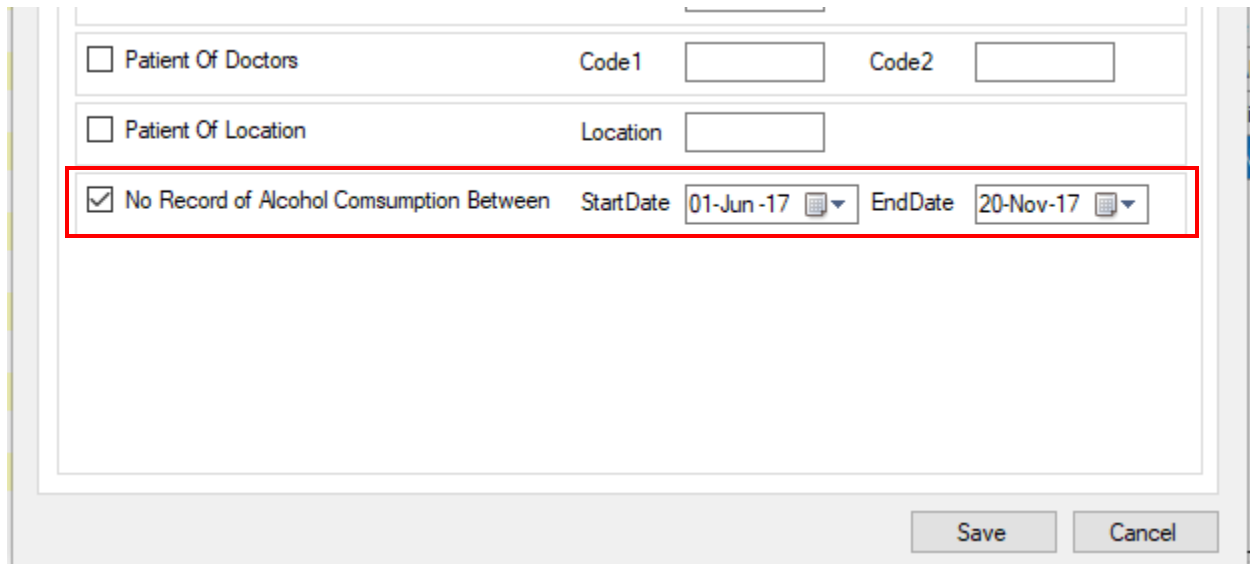 Patient Of Doctors Code1 Code2
Patient Of Location Location
No Record of Alcohol Comsumption Between StartDate 01-Jun-17 EndDate 20-Nov-17
Save Cancel